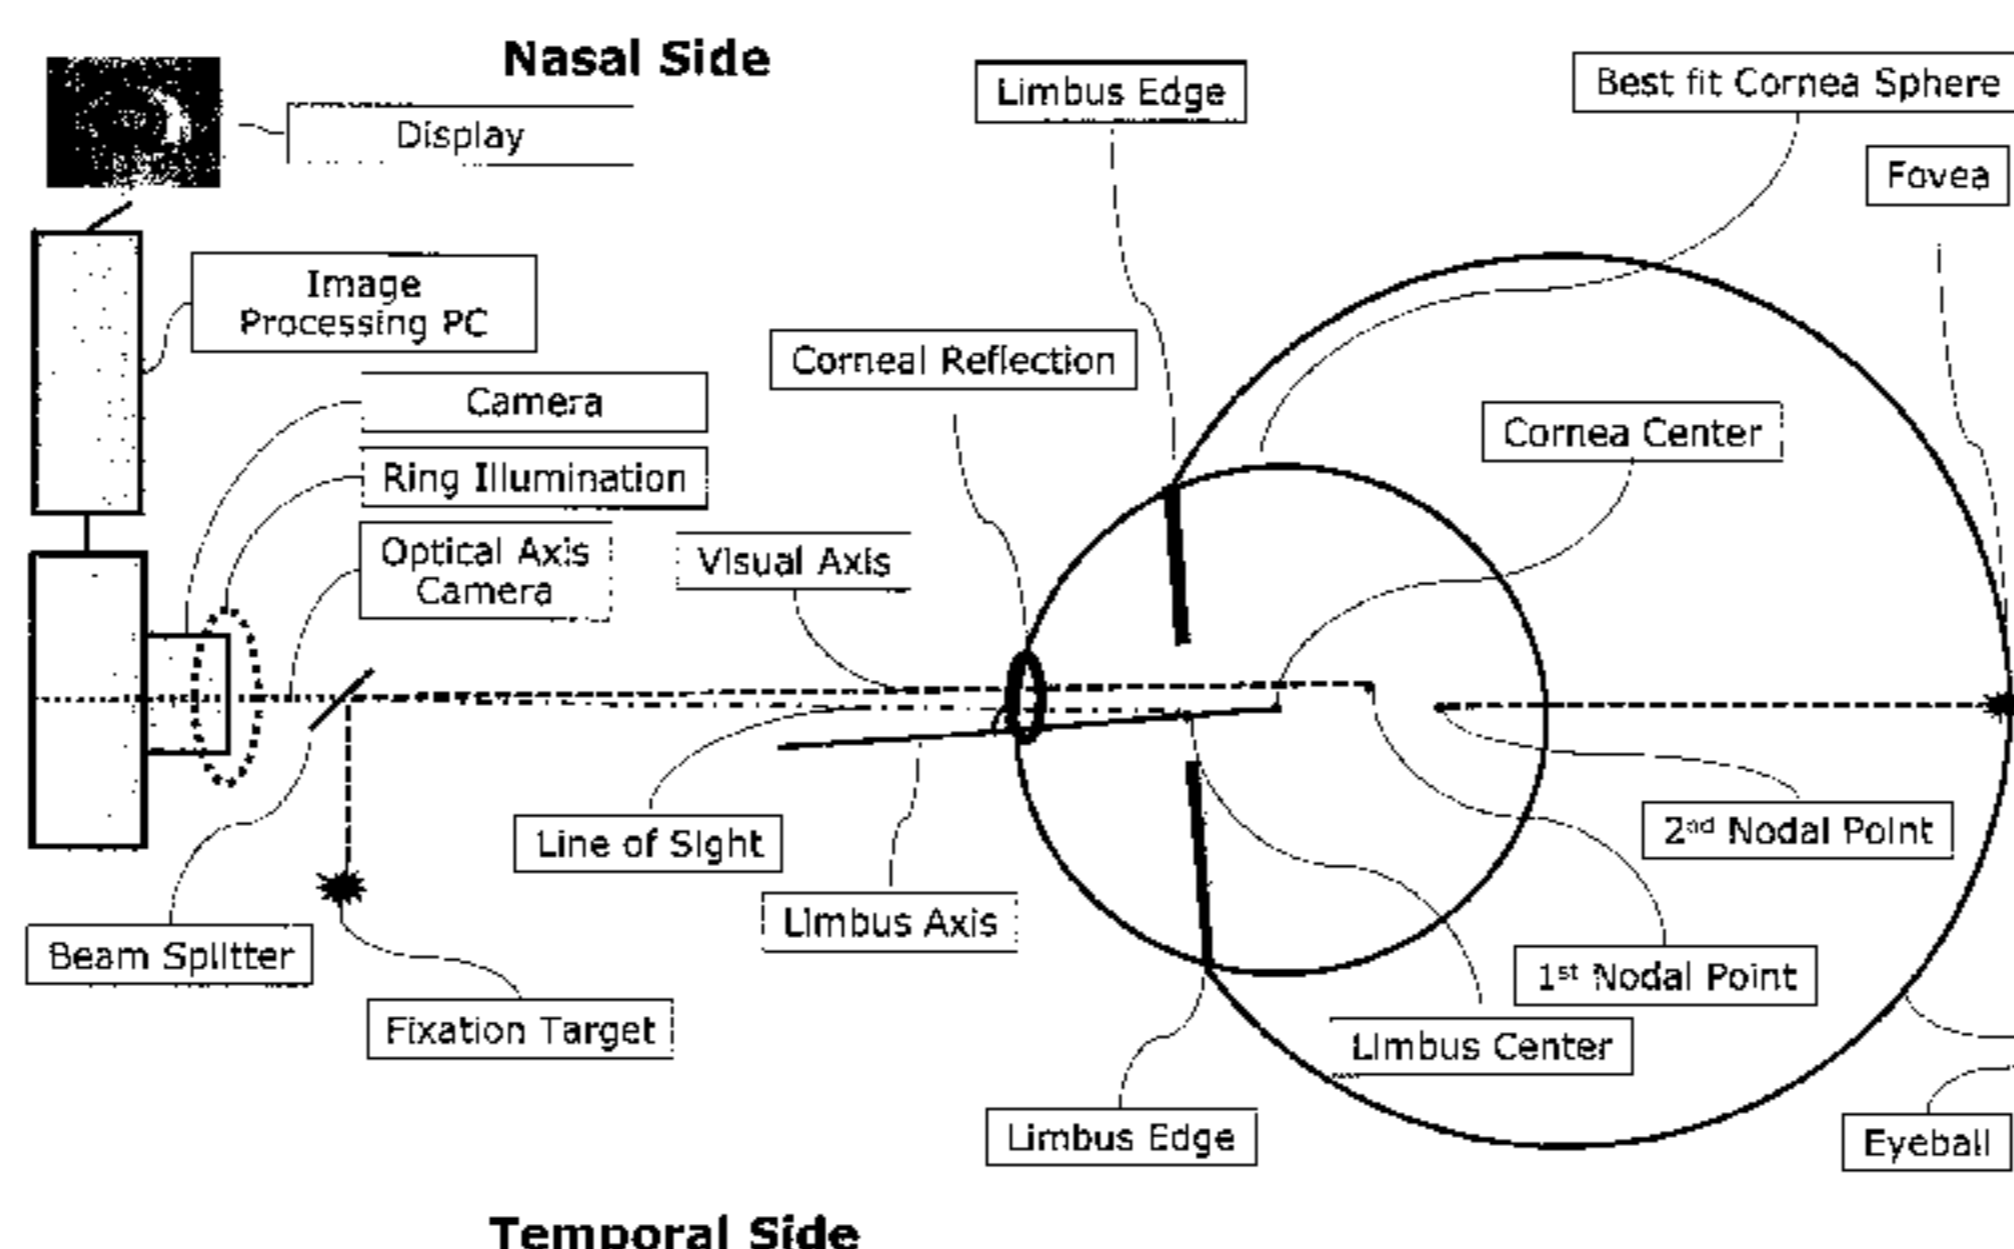 Nasal Side
Limbus Edge
Best fit Cornea Sphere
Display
Fovea
Image
Processing PC
Corneal Reflection
Camera
Cornea Center
Ring Illumination
Optical Axis
Camera
Visual Axis
2nd Nodal Point
Line of Sight
Limbus Axis
Beam Splitter
1st Nodal Point
Fixation Target
Limbus Center
Limbus Edge
Eyeball
Temporal Side